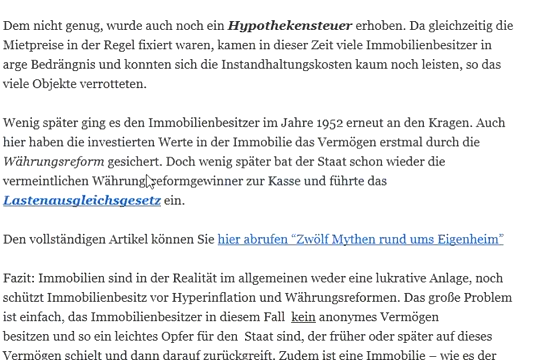 Dem nicht genug, wurde auch noch ein Hypothekensteuer erhoben. Da gleichzeitig die
Mietpreise in der Regel fixiert waren, kamen in dieser Zeit viele Immobilienbesitzer in
arge Bedrängnis und konnten sich die Instandhaltungskosten kaum noch leisten, so das
viele Objekte verrotteten.
Wenig später ging es den Immobilienbesitzer im Jahre 1952 erneut an den Kragen. Auch
hier haben die investierten Werte in der Immobilie das Vermögen erstmal durch die
Währungsreform gesichert. Doch wenig später bat der Staat schon wieder die
vermeintlichen Währungsreformgewinner zur Kasse und führte das
Lastenausgleichsgesetz ein.
Den vollständigen Artikel können Sie hier abrufen “Zwölf Mythen rund ums Eigenheim”
Fazit: Immobilien sind in der Realität im allgemeinen weder eine lukrative Anlage, noch
schützt Immobilienbesitz vor Hyperinflation und Währungsreformen. Das große Problem
ist einfach, das Immobilienbesitzer in diesem Fall kein anonymes Vermögen
besitzen und so ein leichtes Opfer für den Staat sind, der früher oder später auf dieses
Vermögen schielt und dann darauf zurückgreift. Zudem ist eine Immobilie – wie es der